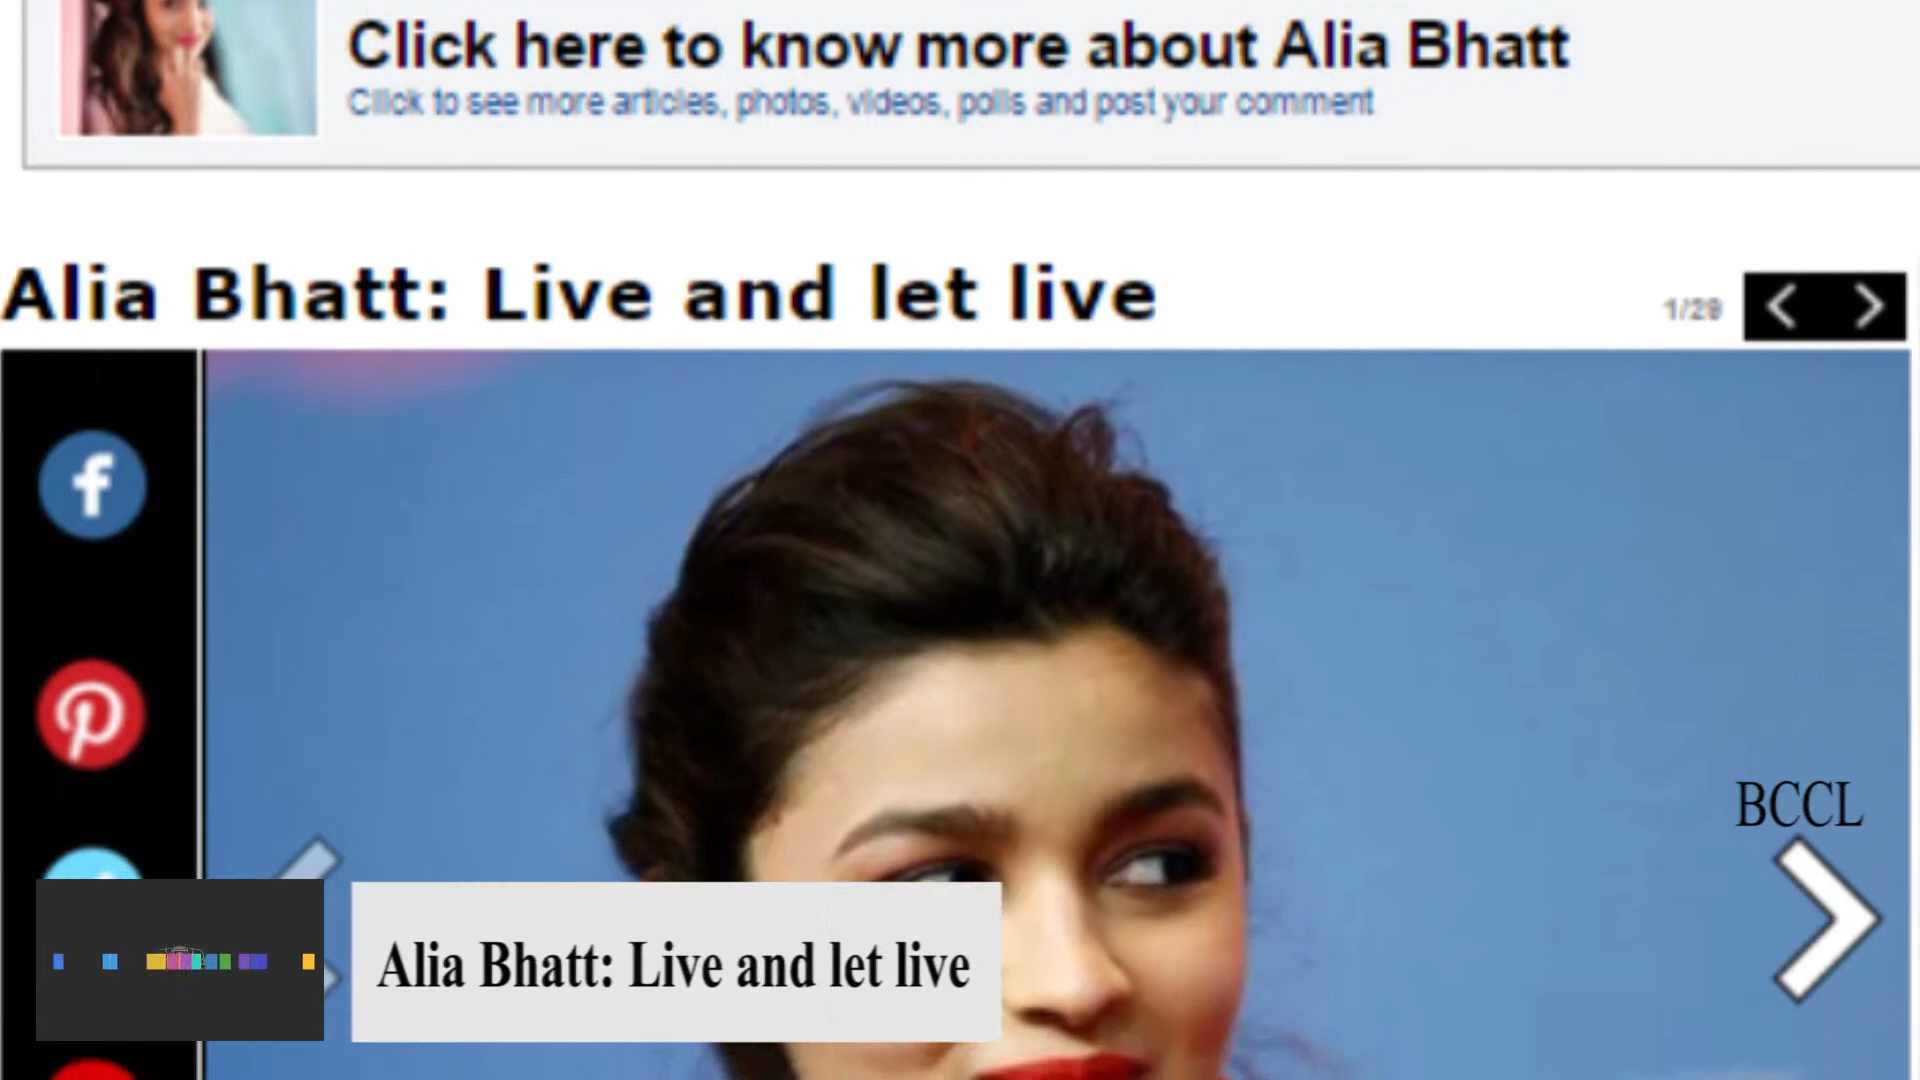 Click here to know more about Alia Bhatt
Click to see more articles, photos, videos, polls and post your comment
Alia Bhatt: Live and let live
1/29
BCCL
Alia Bhatt: Live and let live